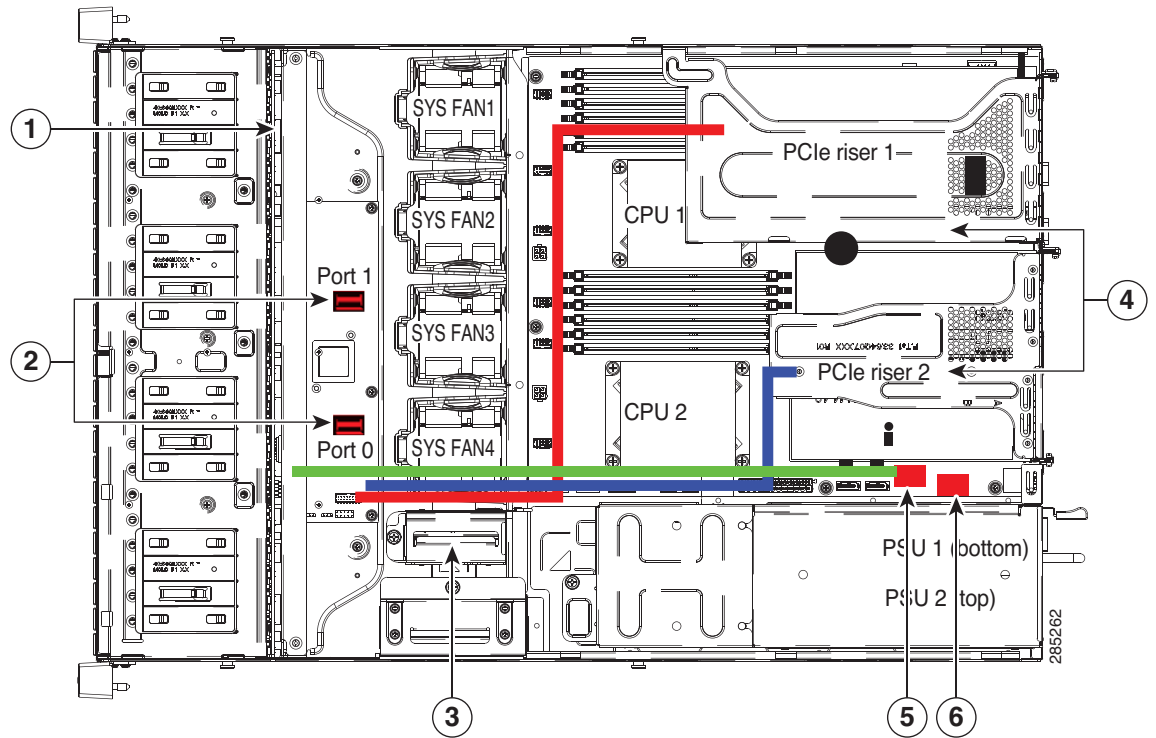 1
SYS FAN1
PCIe riser 1
SYS FAN2
CPU 1
Port 1
4
2
SYS FAN3
PCIe riser 2
CPU 2
Port 0
SYS FAN4
PSU 1 (bottom)
PSU 2 (top)
285262
3
5
6